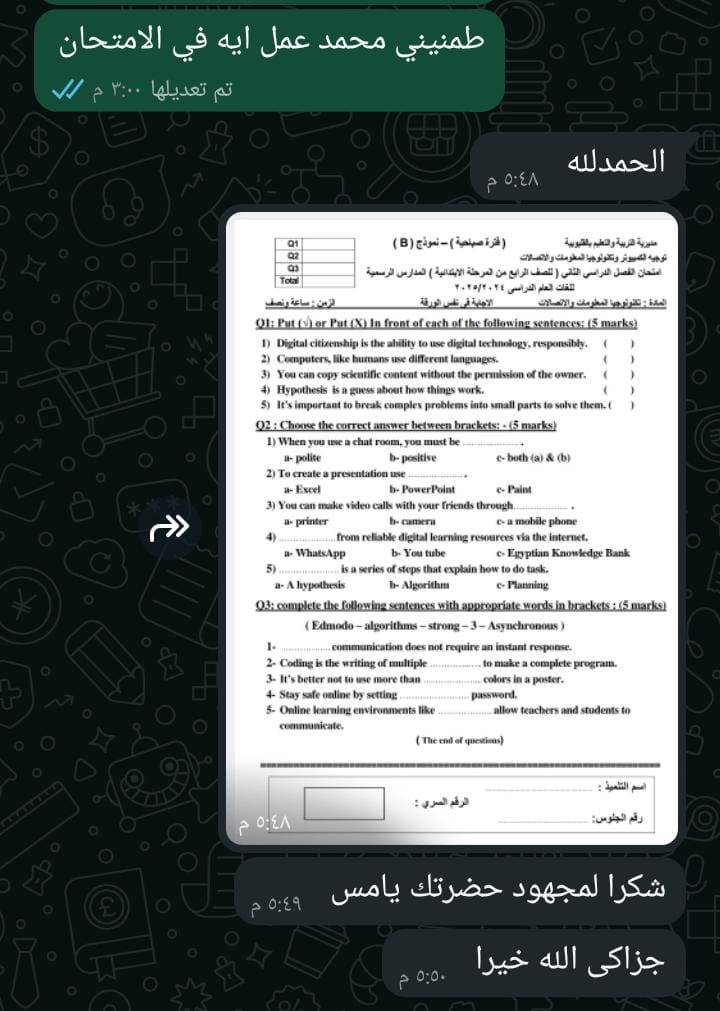 طمنيني محمد عمل ايه في الامتحان
تم تعديلها ٣:٠٠ م
الحمدلله
٥:٤٨ م
مديرية التربية والتعليم بالقليوبية
( فترة صباحية ) – نموذج ( B )
توجيه الكمبيوتر وتكنولوجيا المعلومات والاتصالات
امتحان الفصل الدراسي الثاني ( للصف الرابع من المرحلة الابتدائية ) المدارس الرسمية
للغات العام الدراسى ٢٠٢٥/٢٠٢٤
المادة : تكنولوجيا المعلومات والاتصالات الاجابة فى نفس الورقة الزمن : ساعة ونصف
Q1
Q2
Q3
Total
Q1: Put (√) or Put (X) In front of each of the following sentences: (5 marks)
1) Digital citizenship is the ability to use digital technology, responsibly. ( )
2) Computers, like humans use different languages. ( )
3) You can copy scientific content without the permission of the owner. ( )
4) Hypothesis is a guess about how things work. ( )
5) It's important to break complex problems into small parts to solve them. ( )
Q2 : Choose the correct answer between brackets: - (5 marks)
1) When you use a chat room, you must be .................. .
a- polite b- positive c- both (a) & (b)
2) To create a presentation use .................. .
a- Excel b- PowerPoint c- Paint
3) You can make video calls with your friends through.................. .
a- printer b- camera c- a mobile phone
4) ..................from reliable digital learning resources via the internet.
a- WhatsApp b- You tube c- Egyptian Knowledge Bank
5) .................. is a series of steps that explain how to do task.
a- A hypothesis b- Algorithm c- Planning
Q3: complete the following sentences with appropriate words in brackets : (5 marks)
( Edmodo – algorithms – strong – 3 – Asynchronous )
1- .................. communication does not require an instant response.
2- Coding is the writing of multiple .................. to make a complete program.
3- It's better not to use more than .................. colors in a poster.
4- Stay safe online by setting .................. password.
5- Online learning environments like .................. allow teachers and students to
communicate.
( The end of questions)
اسم التلميذ : ..................
الرقم السري :
رقم الجلوس: ..................
٥:٤٨ م
شكرا لمجهود حضرتك يامس
٥:٤٩ م
جزاكى الله خيرا
٥:٥٠ م